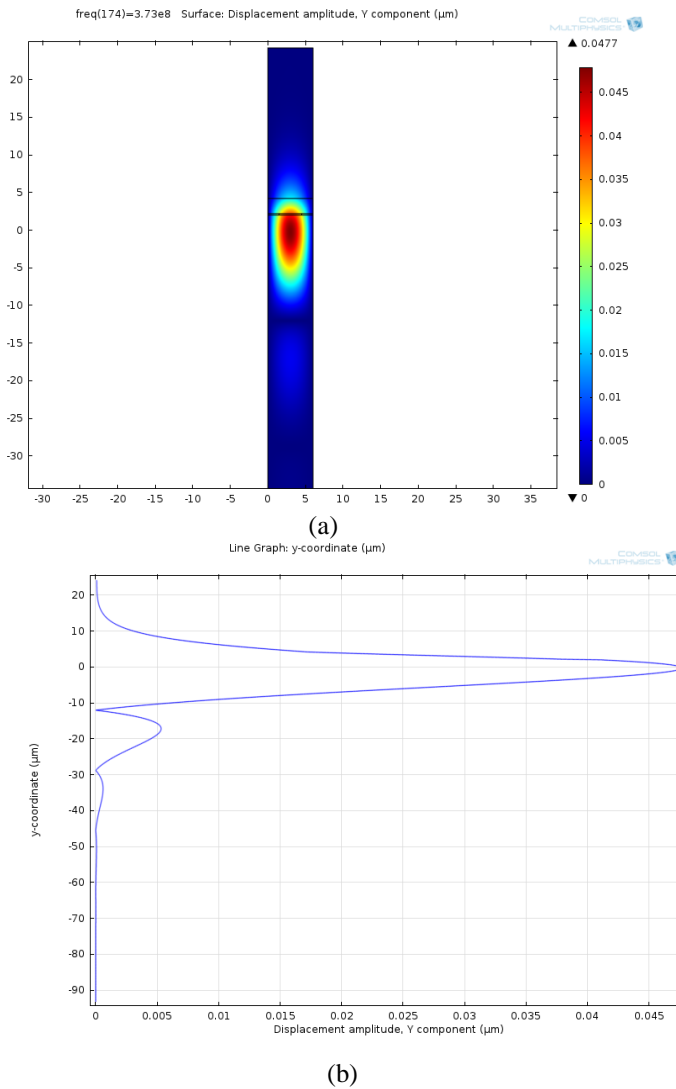 freq(174)=3.73e8 Surface: Displacement amplitude, Y component (µm)
COMSOL
MULTIPHYSICS
▲ 0.0477
20
15
10
5
0
-5
-10
-15
-20
-25
-30
-30 -25 -20 -15 -10 -5 0 5 10 15 20 25 30 35
0.045
0.04
0.035
0.03
0.025
0.02
0.015
0.01
0.005
0
▼ 0
(a)
Line Graph: y-coordinate (µm)
COMSOL
MULTIPHYSICS
y-coordinate (µm)
20
10
0
-10
-20
-30
-40
-50
-60
-70
-80
-90
0 0.005 0.01 0.015 0.02 0.025 0.03 0.035 0.04 0.045
Displacement amplitude, Y component (µm)
(b)